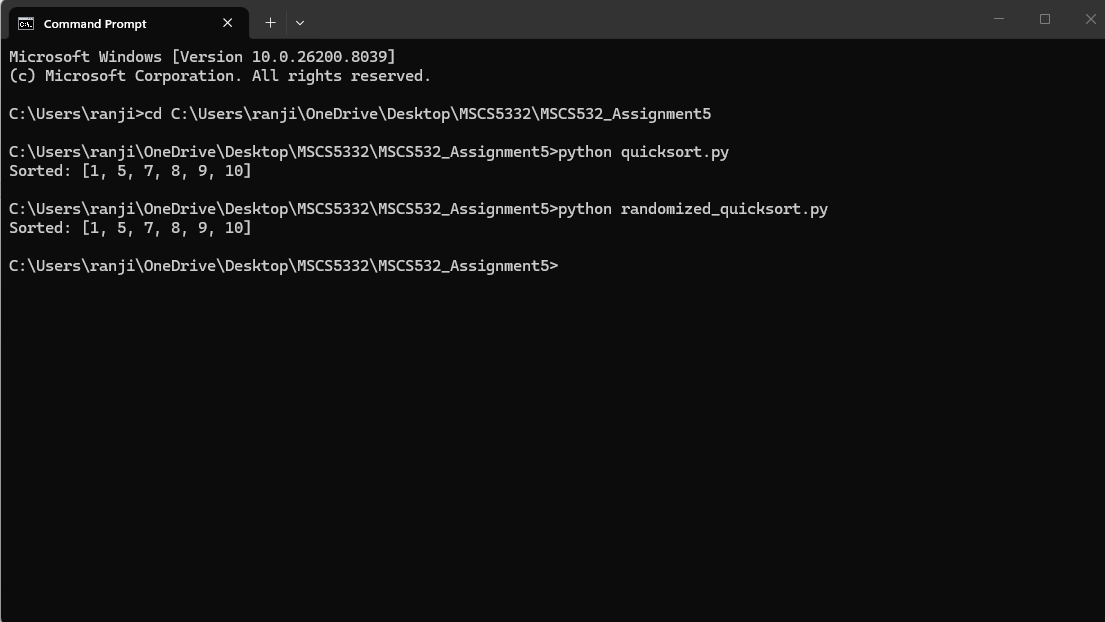 Command Prompt
Microsoft Windows [Version 10.0.26200.8039]
(c) Microsoft Corporation. All rights reserved.
C:\Users\ranji>cd C:\Users\ranji\OneDrive\Desktop\MSCS5332\MSCS532_Assignment5
C:\Users\ranji\OneDrive\Desktop\MSCS5332\MSCS532_Assignment5>python quicksort.py
Sorted: [1, 5, 7, 8, 9, 10]
C:\Users\ranji\OneDrive\Desktop\MSCS5332\MSCS532_Assignment5>python randomized_quicksort.py
Sorted: [1, 5, 7, 8, 9, 10]
C:\Users\ranji\OneDrive\Desktop\MSCS5332\MSCS532_Assignment5>